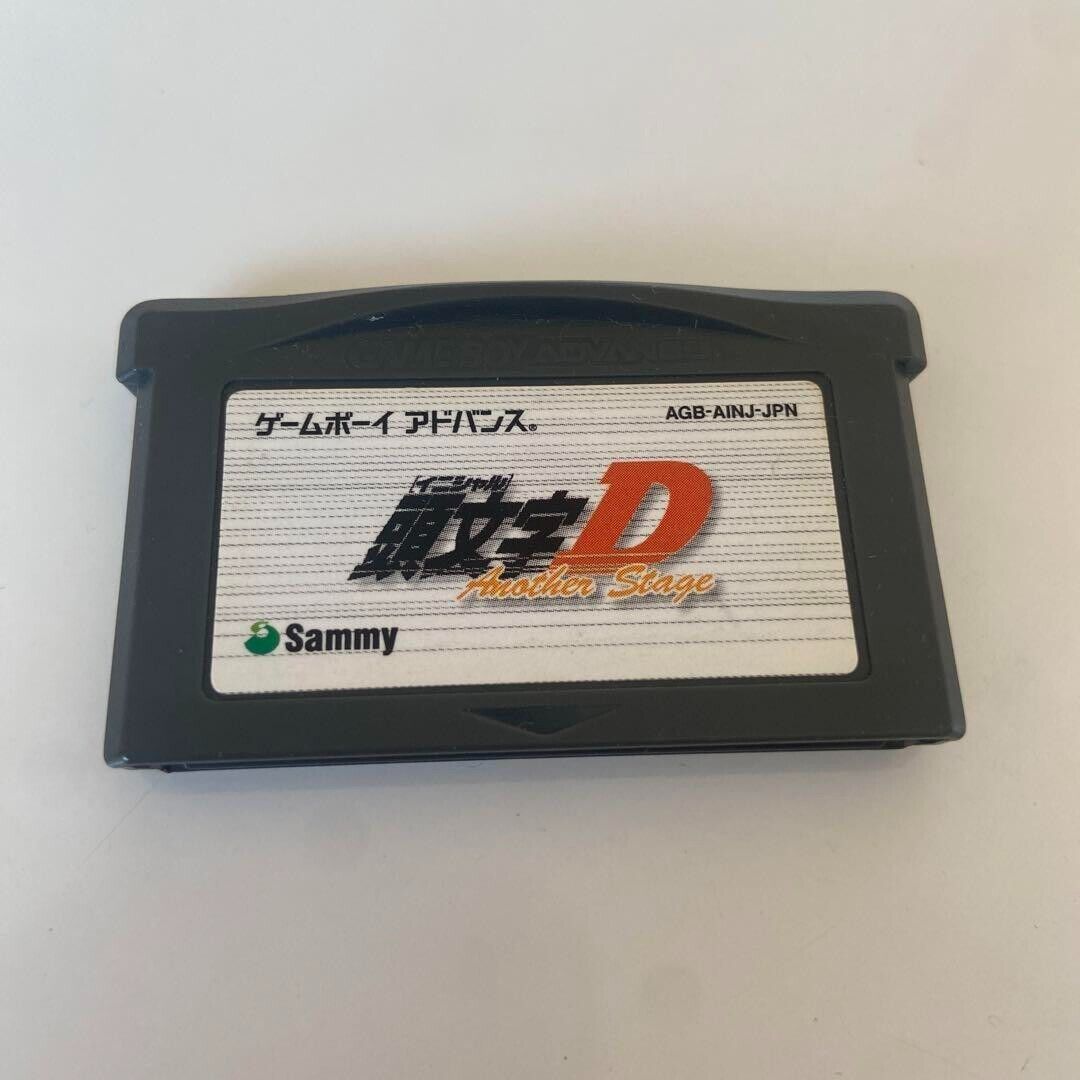 GAME BOY ADVANCE
ゲームボーイ アドバンス®
AGB-AINJ-JPN
[イニシャル]
頭文字D
Another Stage
Sammy